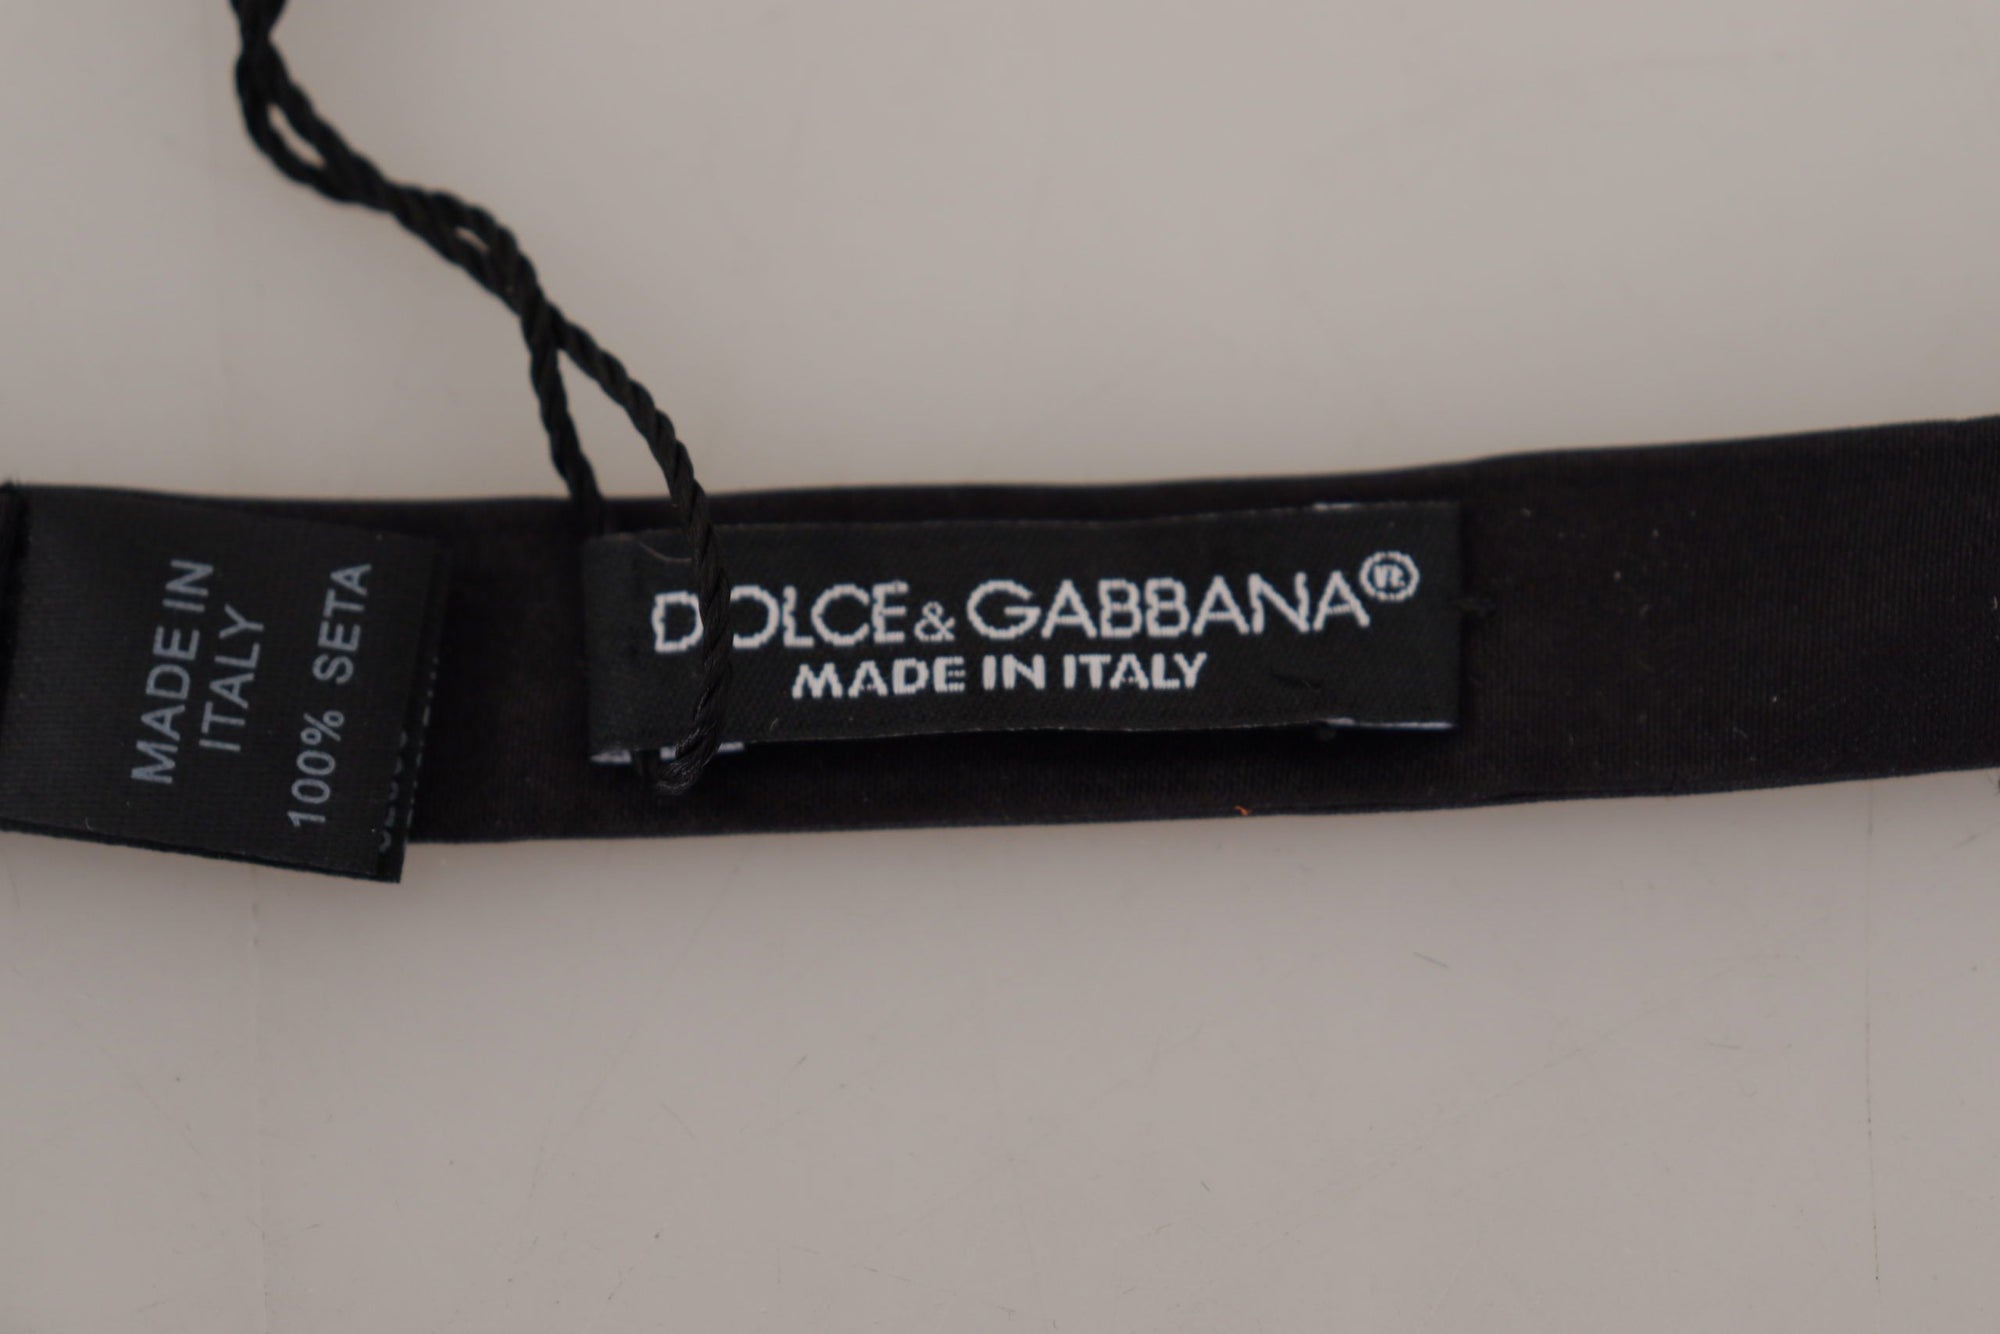 MADE IN
ITALY
100% SETA
DOLCE & GABBANA®
MADE IN ITALY